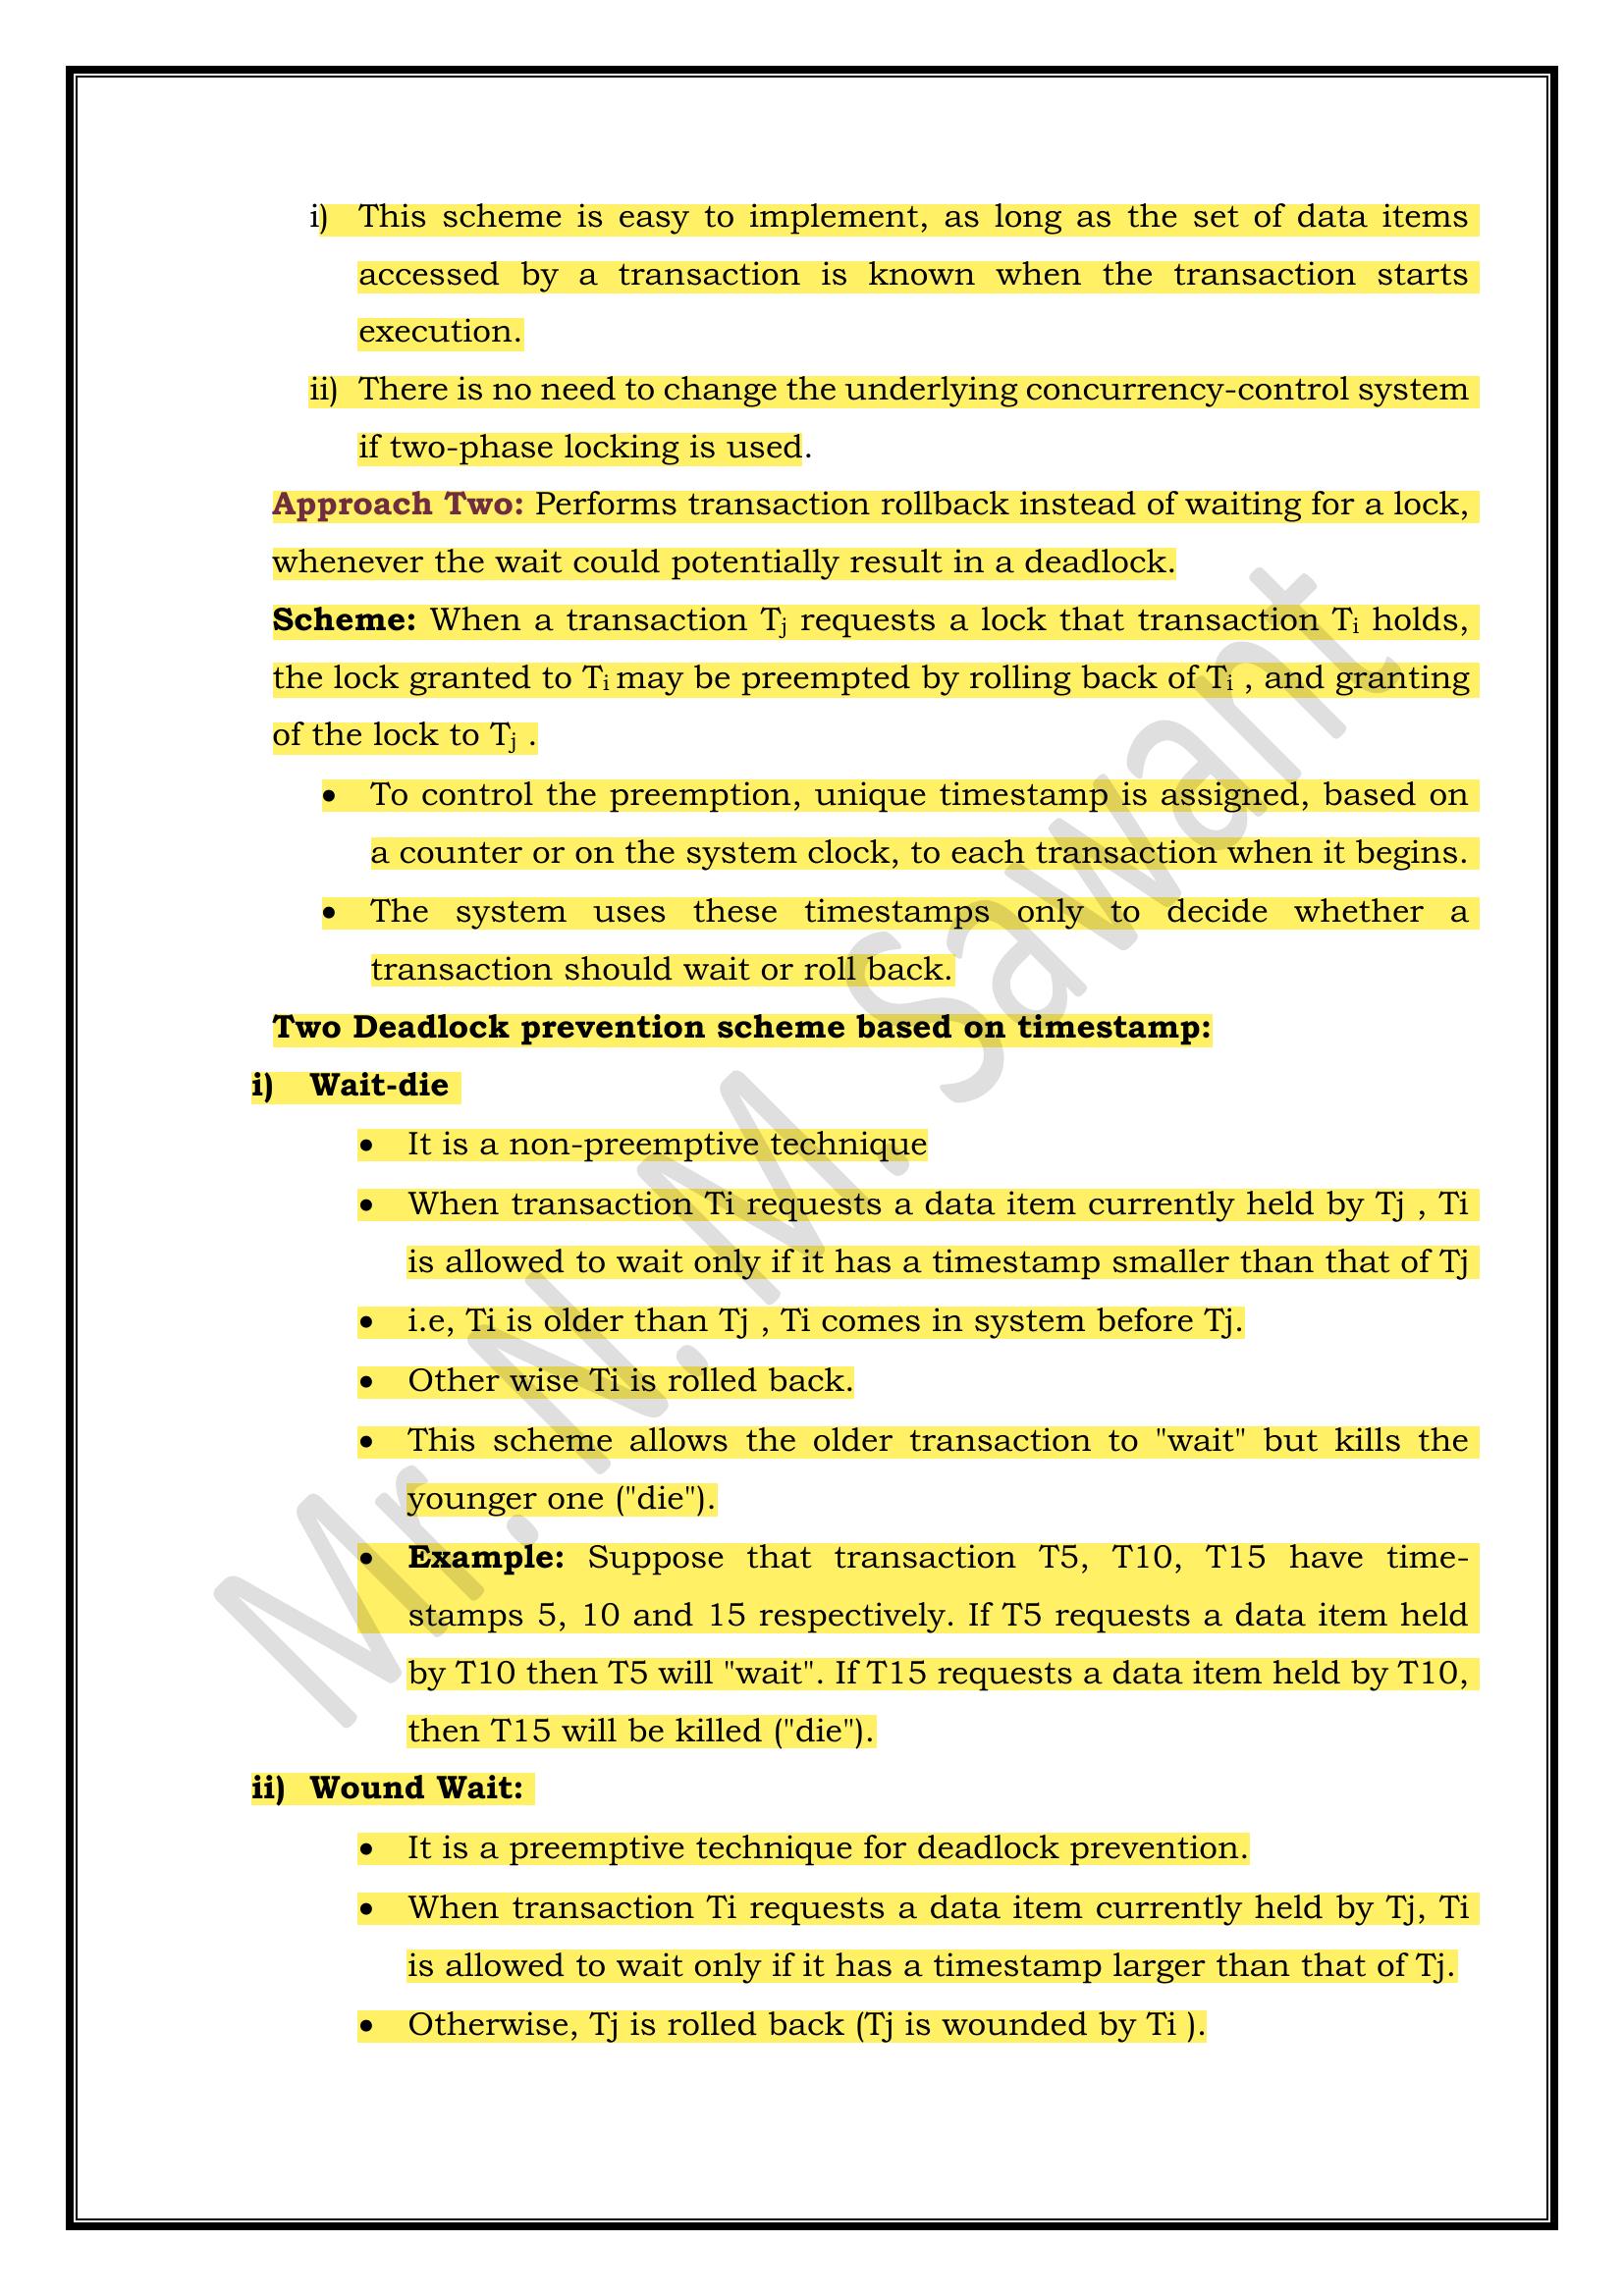 i) This scheme is easy to implement, as long as the set of data items
accessed by a transaction is known when the transaction starts
execution.
ii) There is no need to change the underlying concurrency-control system
if two-phase locking is used.
Approach Two: Performs transaction rollback instead of waiting for a lock,
whenever the wait could potentially result in a deadlock.
Scheme: When a transaction Tj requests a lock that transaction Ti holds,
the lock granted to Ti may be preempted by rolling back of Ti , and granting
of the lock to Tj .
• To control the preemption, unique timestamp is assigned, based on
a counter or on the system clock, to each transaction when it begins.
• The system uses these timestamps only to decide whether a
transaction should wait or roll back.
Two Deadlock prevention scheme based on timestamp:
i) Wait-die
• It is a non-preemptive technique
• When transaction Ti requests a data item currently held by Tj , Ti
is allowed to wait only if it has a timestamp smaller than that of Tj
• i.e, Ti is older than Tj , Ti comes in system before Tj.
• Other wise Ti is rolled back.
• This scheme allows the older transaction to "wait" but kills the
younger one ("die").
• Example: Suppose that transaction T5, T10, T15 have time-
stamps 5, 10 and 15 respectively. If T5 requests a data item held
by T10 then T5 will "wait". If T15 requests a data item held by T10,
then T15 will be killed ("die").
ii) Wound Wait:
• It is a preemptive technique for deadlock prevention.
• When transaction Ti requests a data item currently held by Tj, Ti
is allowed to wait only if it has a timestamp larger than that of Tj.
• Otherwise, Tj is rolled back (Tj is wounded by Ti ).
Mr. N. M. Sawant